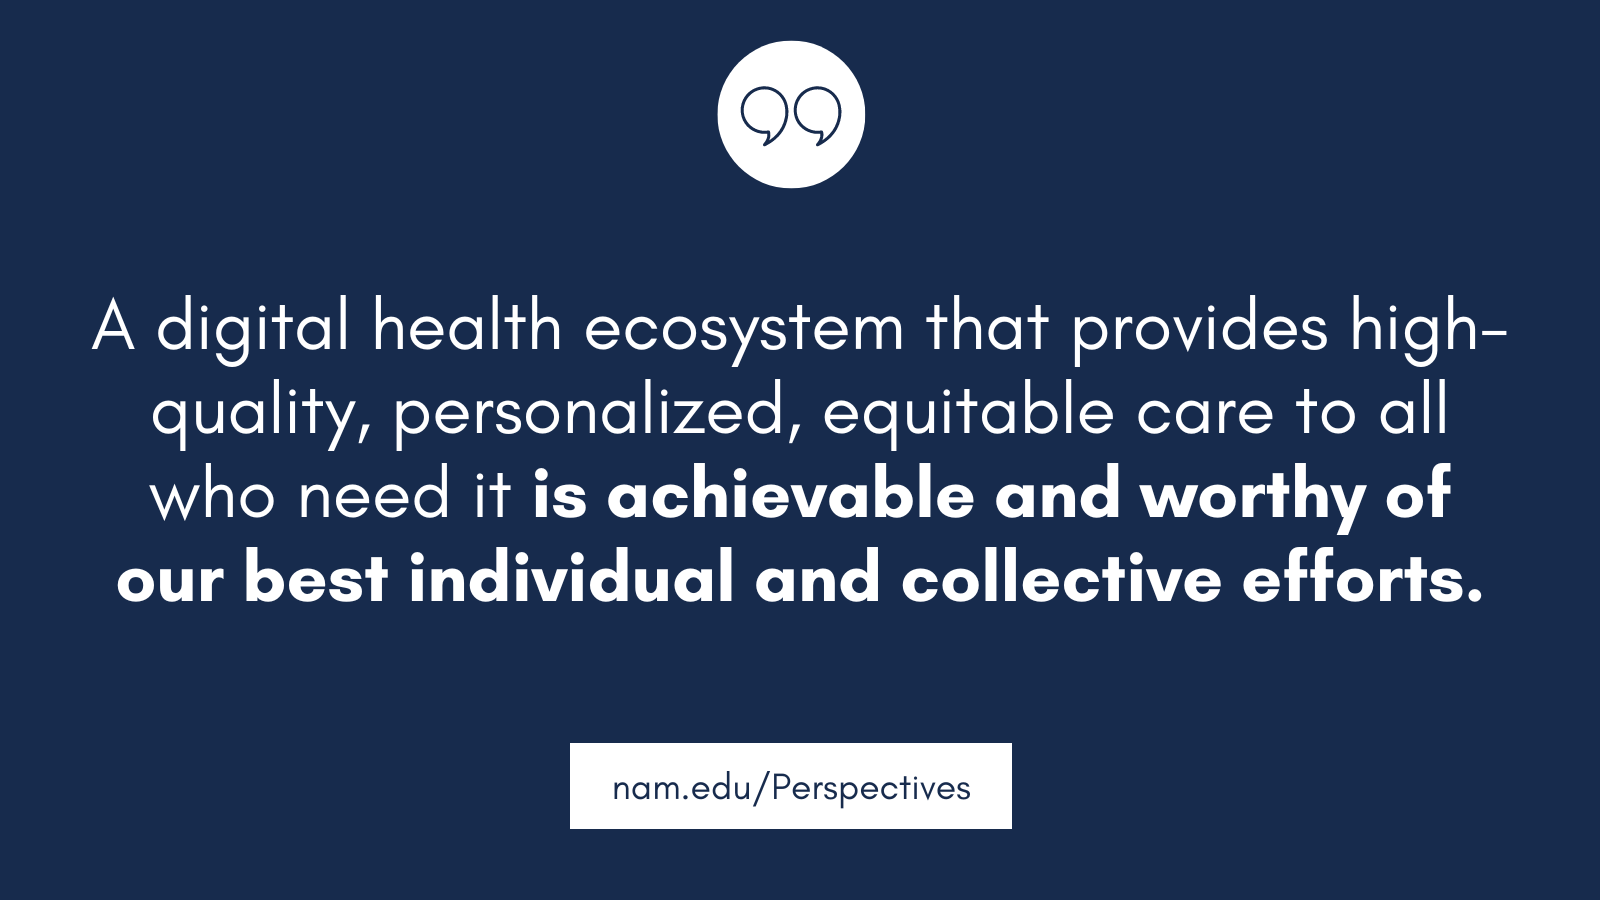 A digital health ecosystem that provides high-
quality, personalized, equitable care to all
who need it is achievable and worthy of
our best individual and collective efforts.
nam.edu/Perspectives